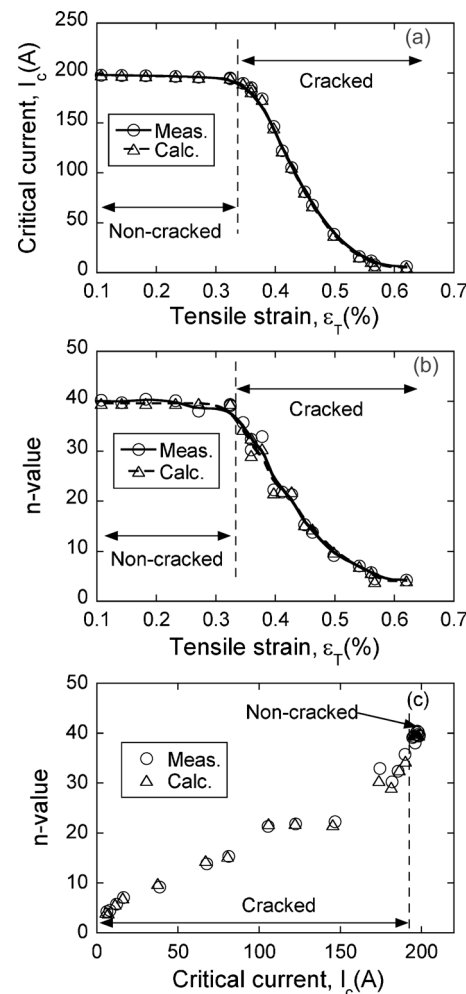 (a)
250
200
150
100
50
0
Critical current, I_c(A)
Cracked
Meas.
Calc.
Non-cracked
0.1 0.2 0.3 0.4 0.5 0.6 0.7
Tensile strain, ε_T(%)
(b)
50
40
30
20
10
0
n-value
Cracked
Meas.
Calc.
Non-cracked
0.1 0.2 0.3 0.4 0.5 0.6 0.7
Tensile strain, ε_T(%)
(c)
50
40
30
20
10
0
n-value
Non-cracked
Meas.
Calc.
Cracked
0 50 100 150 200
Critical current, I_c(A)